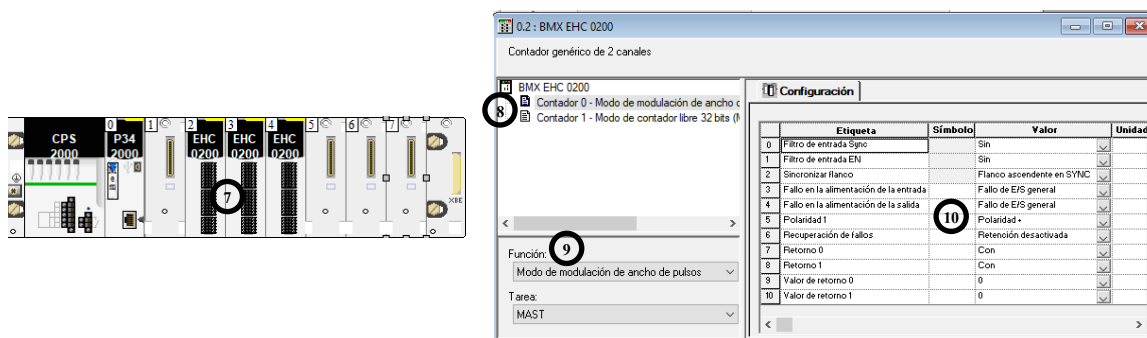 CPS
2000
0
P34
2000
1
2
EHC
0200
3
EHC
0200
4
EHC
0200
5
6
7
XBE
7
0.2 : BMX EHC 0200
Contador genérico de 2 canales
BMX EHC 0200
Contador 0 - Modo de modulación de ancho
Contador 1 - Modo de contador libre 32 bits
8
Función:
9
Modo de modulación de ancho de pulsos
Tarea:
MAST
Configuración
Etiqueta Símbolo Valor Unidad
0 Filtro de entrada Sync Sin
1 Filtro de entrada EN Sin
2 Sincronizar flanco Flanco ascendente en SYNC
3 Fallo en la alimentación de la entrada Fallo de E/S general
4 Fallo en la alimentación de la salida Fallo de E/S general
5 Polaridad 1 Polaridad +
6 Recuperación de fallos Retención desactivada
7 Retorno 0 Con
8 Retorno 1 Con
9 Valor de retorno 0 0
10 Valor de retorno 1 0
10